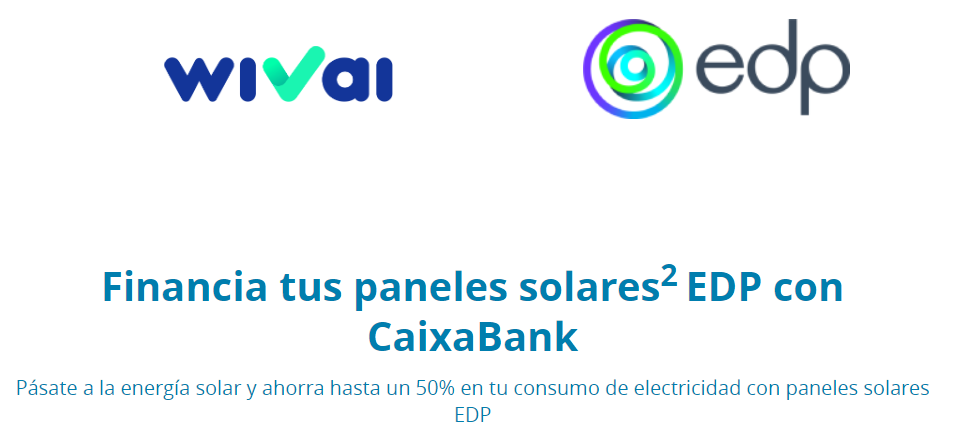 wivai
edp
Financia tus paneles solares² EDP con
CaixaBank
Pásate a la energía solar y ahorra hasta un 50% en tu consumo de electricidad con paneles solares
EDP